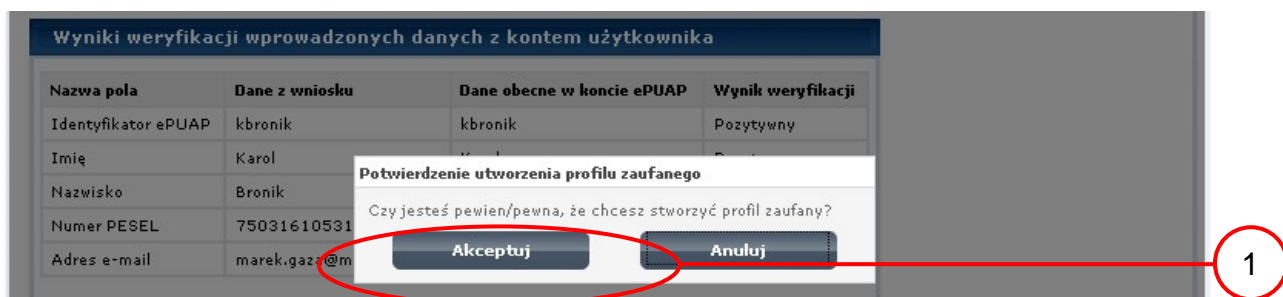 Wyniki weryfikacji wprowadzonych danych z kontem użytkownika
Nazwa pola Dane z wniosku Dane obecne w koncie ePUAP Wynik weryfikacji
Identyfikator ePUAP kbronik kbronik Pozytywny
Imię Karol
Potwierdzenie utworzenia profilu zaufanego
Nazwisko Bronik
Czy jesteś pewien/pewna, że chcesz stworzyć profil zaufany?
Numer PESEL 75031610531
Akceptuj Anuluj
Adres e-mail marek.gaza@m
1